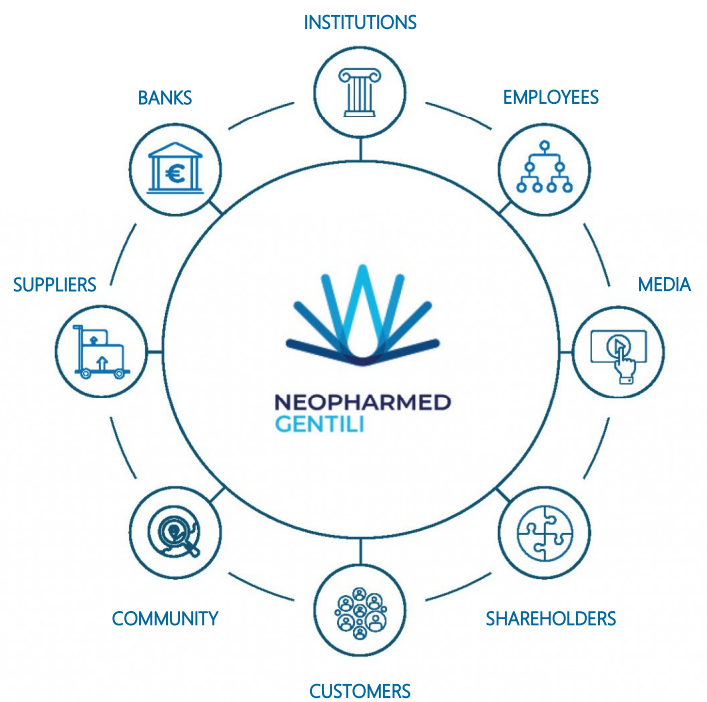 INSTITUTIONS
BANKS
EMPLOYEES
€
SUPPLIERS
MEDIA
NEOPHARMED
GENTILI
COMMUNITY
SHAREHOLDERS
CUSTOMERS